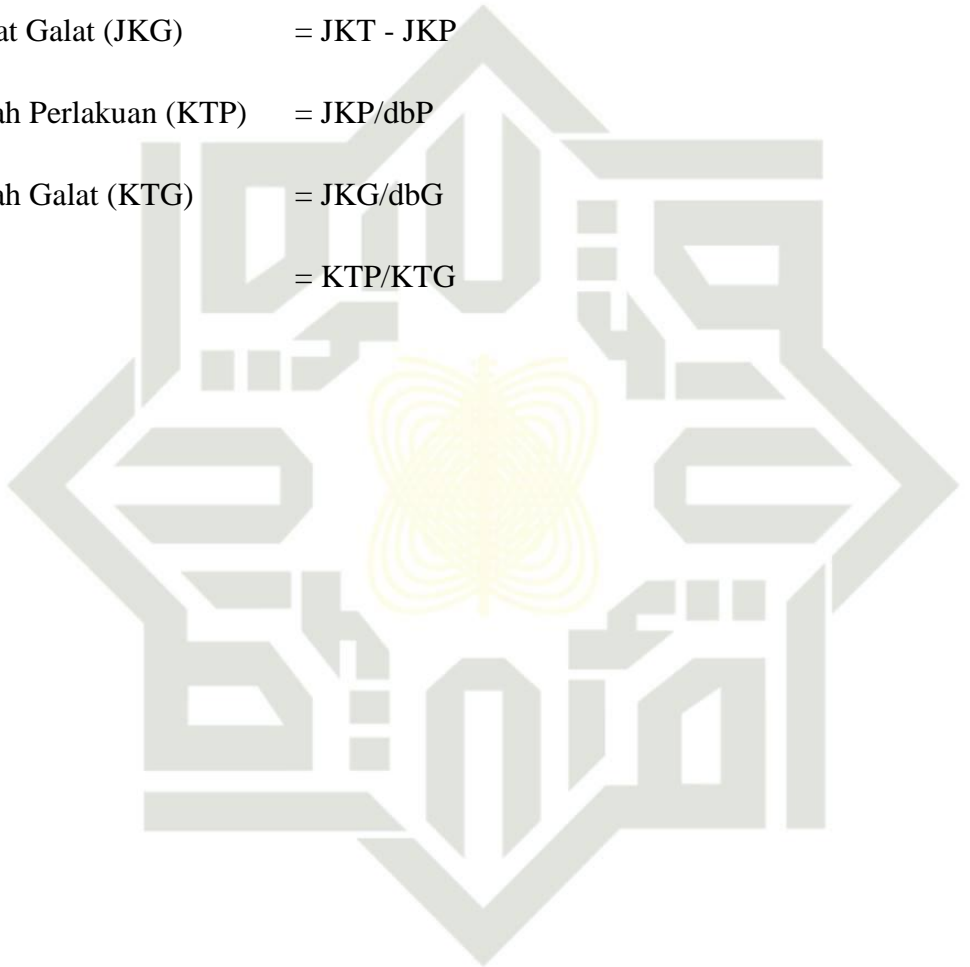 at Galat (JKG) = JKT - JKP
ah Perlakuan (KTP) = JKP/dbP
ah Galat (KTG) = JKG/dbG
= KTP/KTG